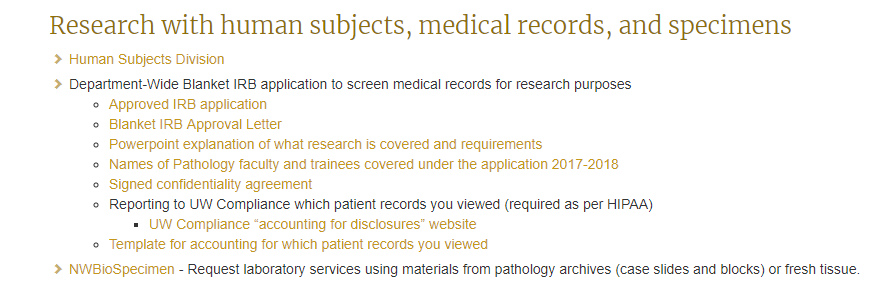 Research with human subjects, medical records, and specimens
Human Subjects Division
Department-Wide Blanket IRB application to screen medical records for research purposes
Approved IRB application
Blanket IRB Approval Letter
Powerpoint explanation of what research is covered and requirements
Names of Pathology faculty and trainees covered under the application 2017-2018
Signed confidentiality agreement
Reporting to UW Compliance which patient records you viewed (required as per HIPAA)
UW Compliance “accounting for disclosures” website
Template for accounting for which patient records you viewed
NWBioSpecimen - Request laboratory services using materials from pathology archives (case slides and blocks) or fresh tissue.